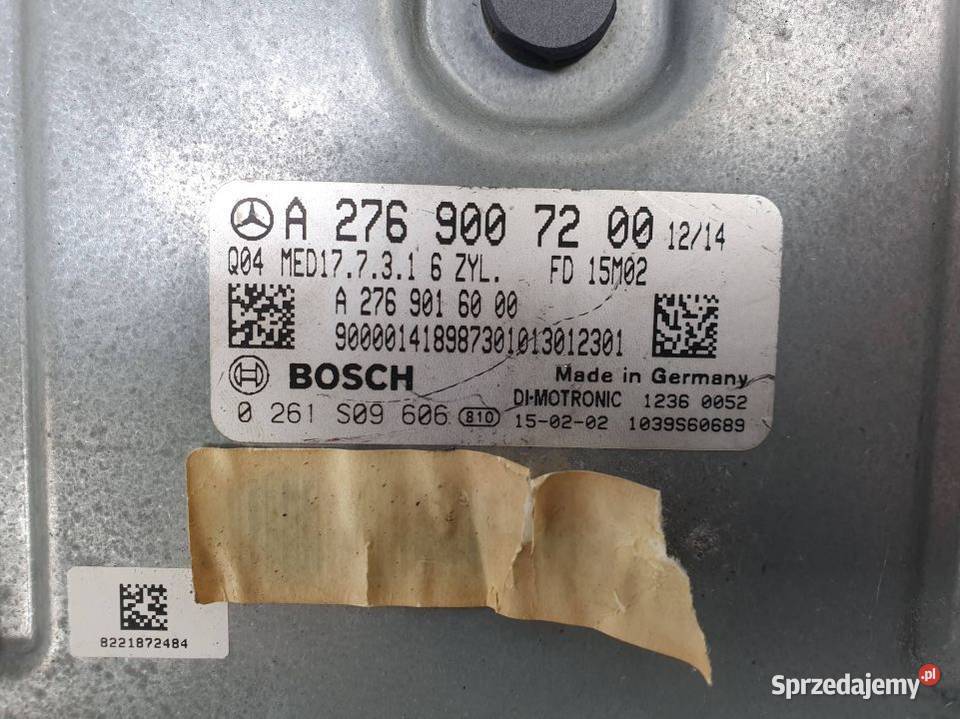 A 276 900 72 00 12/14
Q04 MED17.7.3.1 6 ZYL. FD 15M02
A 276 901 60 00
90000141898730101301230​1
BOSCH Made in Germany
DI-MOTRONIC 1236 0052
0 261 S09 606 810 15-02-02 1039S60689
8221872484
Sprzedajemy.pl